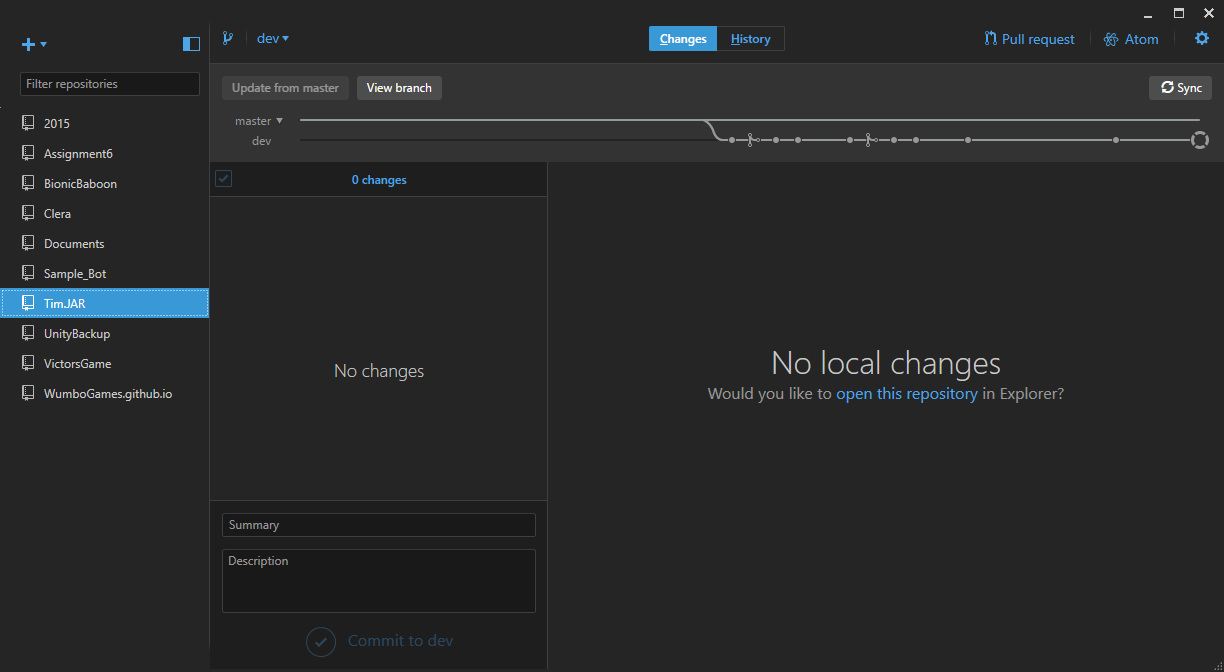 dev
Changes
History
Pull request
Atom
Filter repositories
Update from master
View branch
Sync
master
dev
2015
Assignment6
BionicBaboon
Clera
Documents
Sample_Bot
TimJAR
UnityBackup
VictorsGame
WumboGames.github.io
0 changes
No changes
Summary
Description
Commit to dev
No local changes
Would you like to open this repository in Explorer?